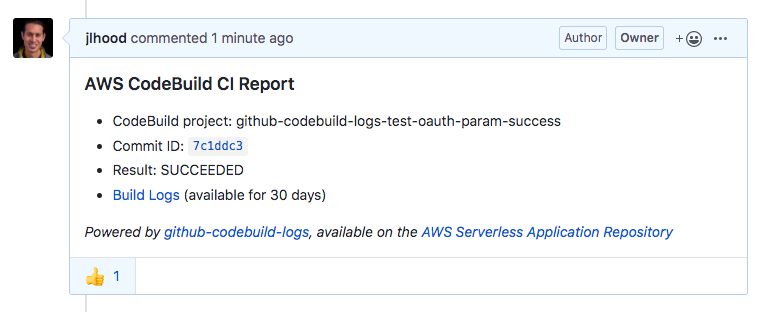 jlhood commented 1 minute ago Author Owner +
AWS CodeBuild CI Report
CodeBuild project: github-codebuild-logs-test-oauth-param-success
Commit ID: 7c1ddc3
Result: SUCCEEDED
Build Logs (available for 30 days)
Powered by github-codebuild-logs, available on the AWS Serverless Application Repository
1